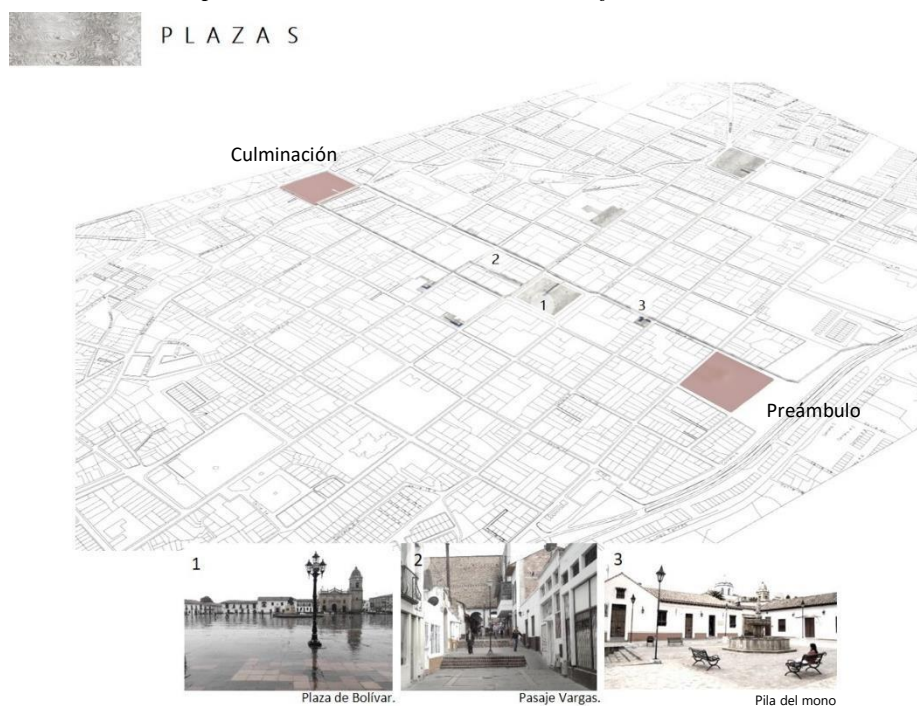 PLAZAS
Culminación
2
1
3
Preámbulo
1
2
3
Plaza de Bolívar.
Pasaje Vargas.
Pila del mono